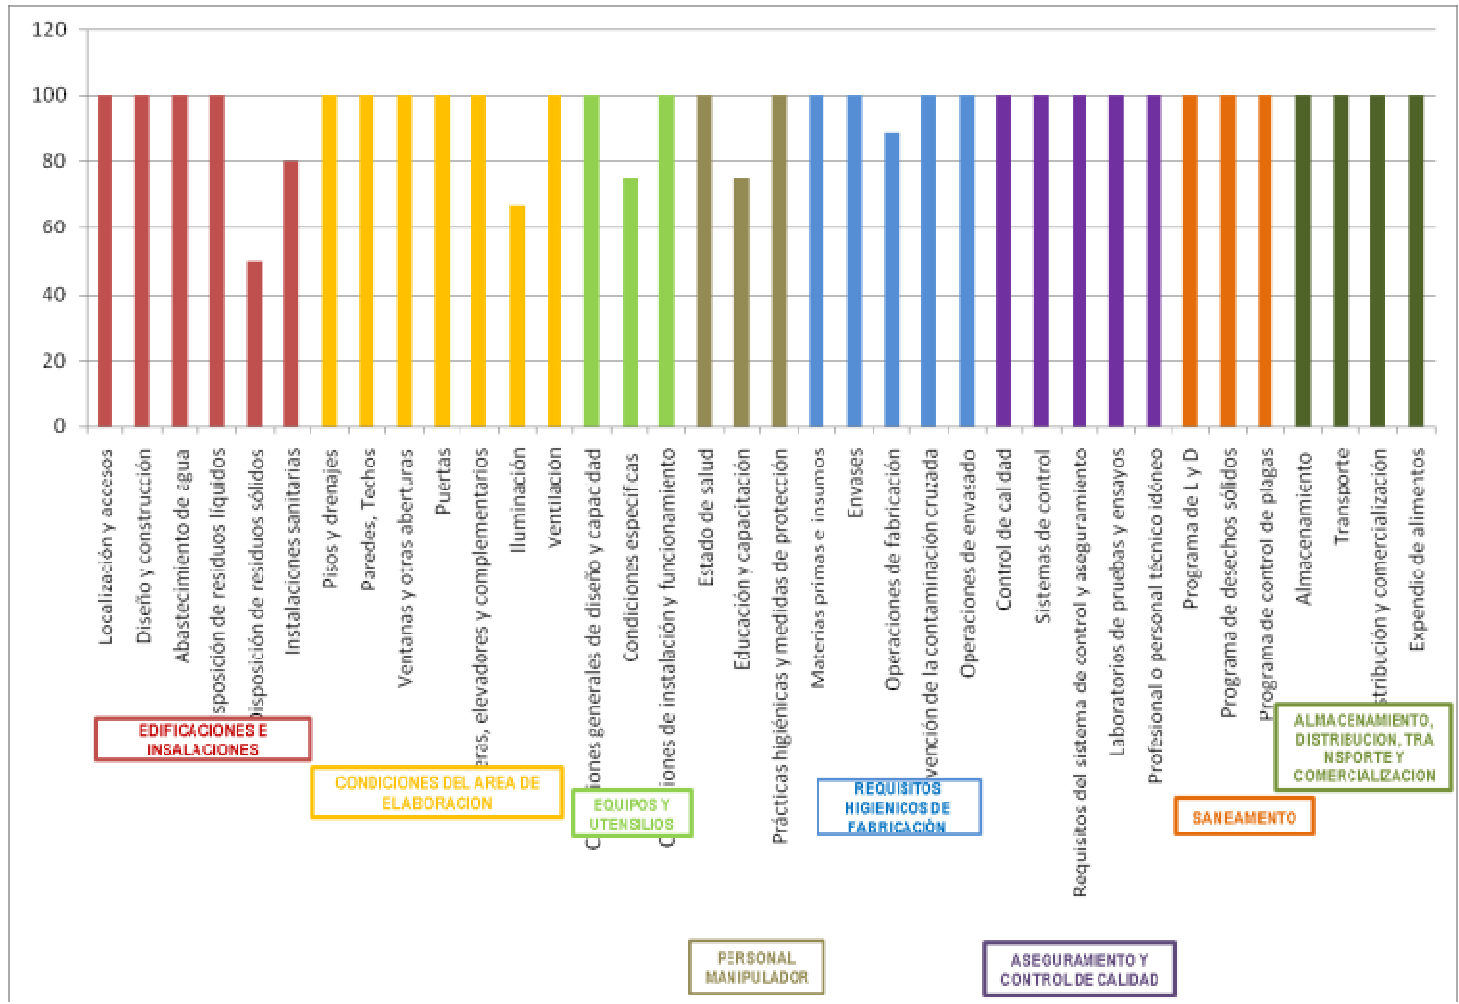 120
100
80
60
40
20
0
Localización y accesos
Diseño y construcción
Abastecimiento de agua
sposición de residuos líquidos
Disposición de residuos sólidos
Instalaciones sanitarias
Pisos y drenajes
Paredes, Techos
Ventanas y otras aberturas
Puertas
eras, elevadores y complementarios
Iluminación
Ventilación
iones generales de diseño y capacidad
Condiciones específicas
iones de instalación y funcionamiento
Estado de salud
Educación y capacitación
Prácticas higiénicas y medidas de protección
Materias primas e insumos
Envases
Operaciones de fabricación
vención de la contaminación cruzada
Operaciones de envasado
Control de calidad
Sistemas de control
Requisitos del sistema de control y aseguramiento
Laboratorios de pruebas y ensayos
Profesional o personal técnico idóneo
Programa de L y D
Programa de desechos sólidos
Programa de control de plagas
Almacenamiento
Transporte
stribución y comercialización
Expendio de alimentos
EDIFICACIONES E
INSALACIONES
CONDICIONES DEL AREA DE
ELABORACION
EQUIPOS Y
UTENSILIOS
PERSONAL
MANIPULADOR
REQUISITOS
HIGIENICOS DE
FABRICACIÓN
ASEGURAMIENTO Y
CONTROL DE CALIDAD
SANEAMENTO
ALMACENAMIENTO,
DISTRIBUCION, TRA
NSPORTE Y
COMERCIALIZACION